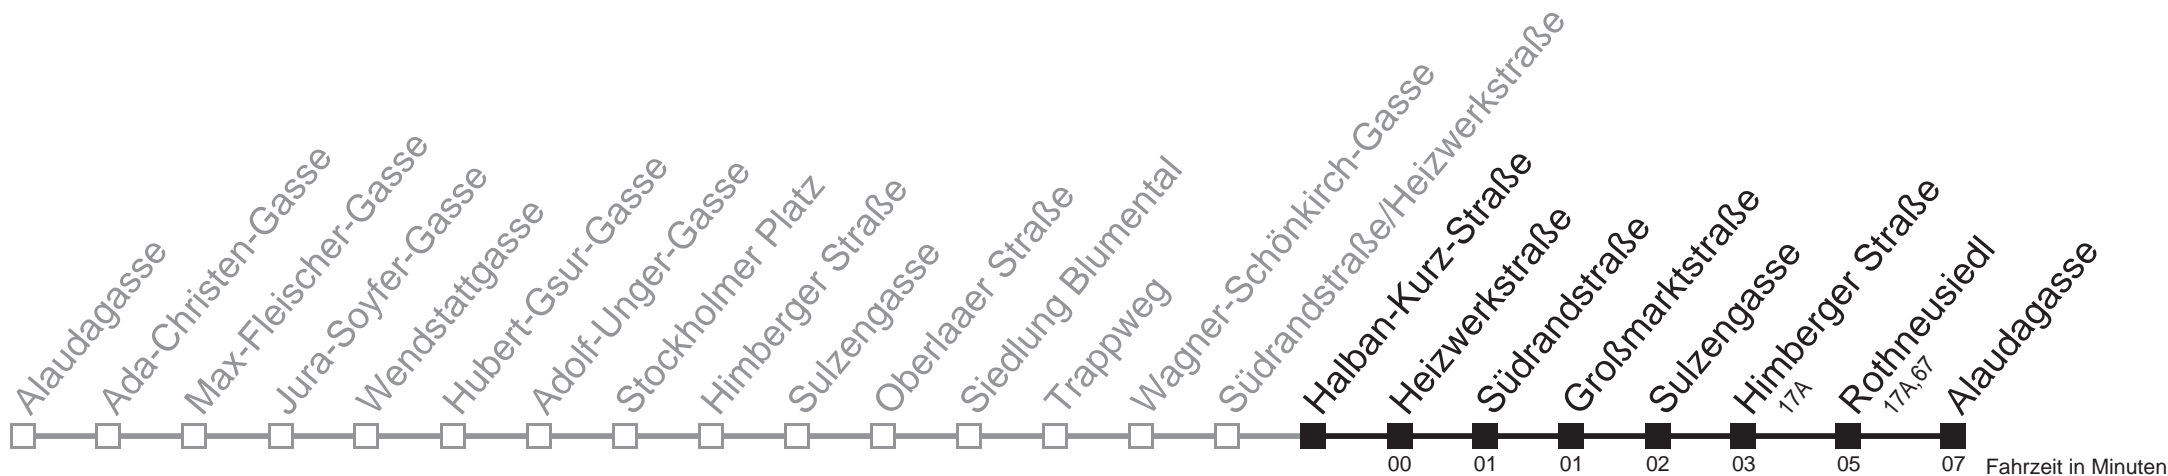 Alaudagasse
Ada-Christen-Gasse
Max-Fleischer-Gasse
Jura-Soyfer-Gasse
Wendstattgasse
Hubert-Gsur-Gasse
Adolf-Unger-Gasse
Stockholmer Platz
Himberger Straße
Sulzengasse
Oberlaaer Straße
Siedlung Blumental
Trappweg
Wagner-Schönkirch-Gasse
Südrandstraße/Heizwerkstraße
Halban-Kurz-Straße
Heizwerkstraße
Südrandstraße
Großmarktstraße
Sulzengasse
Himberger Straße
17A
Rothneusiedl
17A,67
Alaudagasse
00 01 01 02 03 05 07 Fahrzeit in Minuten